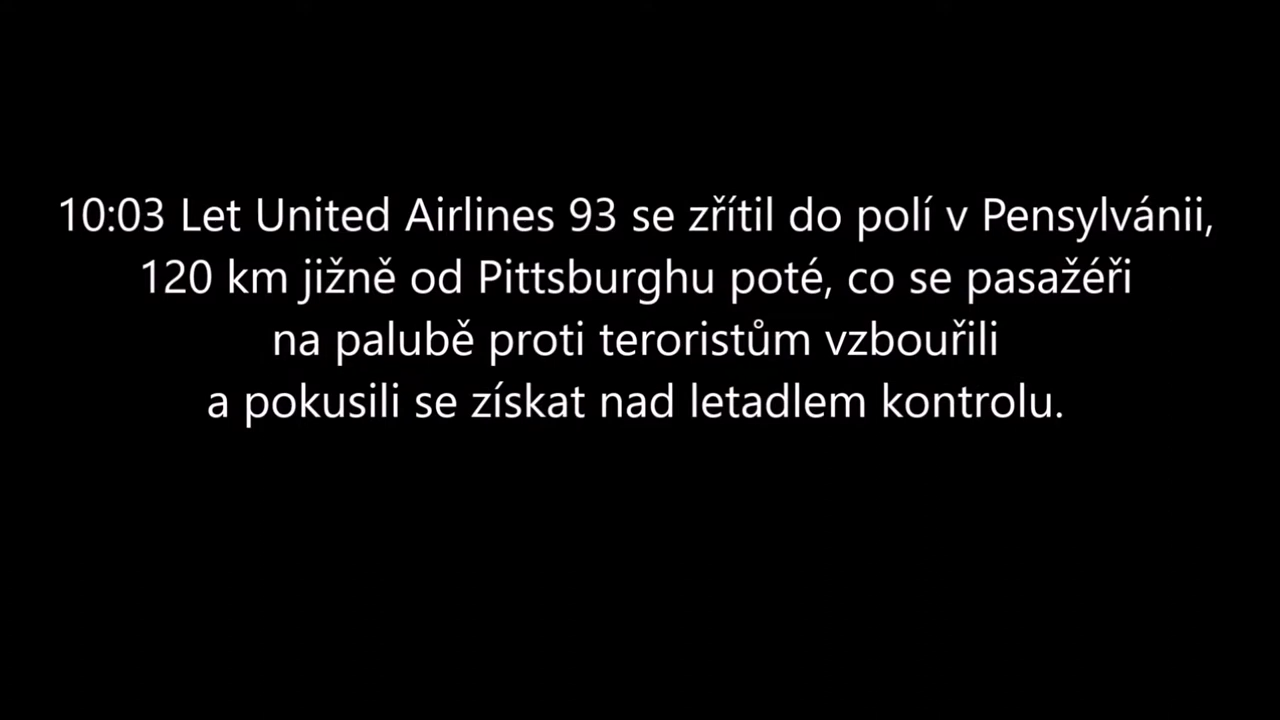 10:03 Let United Airlines 93 se zřítil do polí v Pensylvánii,
120 km jižně od Pittsburghu poté, co se pasažéři
na palubě proti teroristům vzbouřili
a pokusili se získat nad letadlem kontrolu.